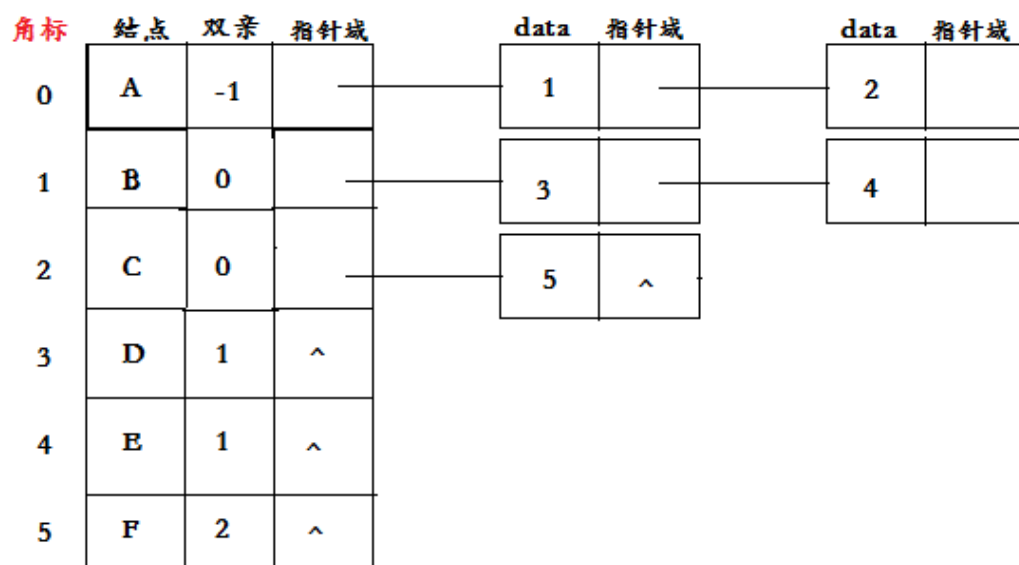 角标 结点 双亲 指针域 data 指针域 data 指针域
0 A -1 1 2
1 B 0 3 4
2 C 0 5 ^
3 D 1 ^
4 E 1 ^
5 F 2 ^